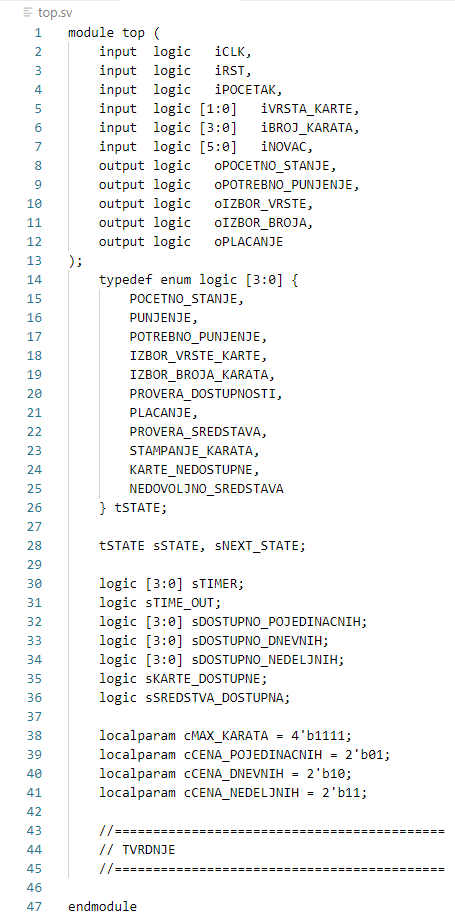 top.sv
1 module top (
2     input  logic   iCLK,
3     input  logic   iRST,
4     input  logic   iPOCETAK,
5     input  logic [1:0]   iVRSTA_KARTE,
6     input  logic [3:0]   iBROJ_KARATA,
7     input  logic [5:0]   iNOVAC,
8     output logic   oPOCETNO_STANJE,
9     output logic   oPOTREBNO_PUNJENJE,
10     output logic   oIZBOR_VRSTE,
11     output logic   oIZBOR_BROJA,
12     output logic   oPLACANJE
13 );
14     typedef enum logic [3:0] {
15         POCETNO_STANJE,
16         PUNJENJE,
17         POTREBNO_PUNJENJE,
18         IZBOR_VRSTE_KARTE,
19         IZBOR_BROJA_KARATA,
20         PROVERA_DOSTUPNOSTI,
21         PLACANJE,
22         PROVERA_SREDSTAVA,
23         STAMPANJE_KARATA,
24         KARTE_NEDOSTUPNE,
25         NEDOVOLJNO_SREDSTAVA
26     } tSTATE;
27
28     tSTATE sSTATE, sNEXT_STATE;
29
30     logic [3:0] sTIMER;
31     logic sTIME_OUT;
32     logic [3:0] sDOSTUPNO_POJEDINACNIH;
33     logic [3:0] sDOSTUPNO_DNEVNIH;
34     logic [3:0] sDOSTUPNO_NEDELJNIH;
35     logic sKARTE_DOSTUPNE;
36     logic sSREDSTVA_DOSTUPNA;
37
38     localparam cMAX_KARATA = 4'b1111;
39     localparam cCENA_POJEDINACNIH = 2'b01;
40     localparam cCENA_DNEVNIH = 2'b10;
41     localparam cCENA_NEDELJNIH = 2'b11;
42
43     //===========================================
44     // TVRDNJE
45     //===========================================
46
47 endmodule